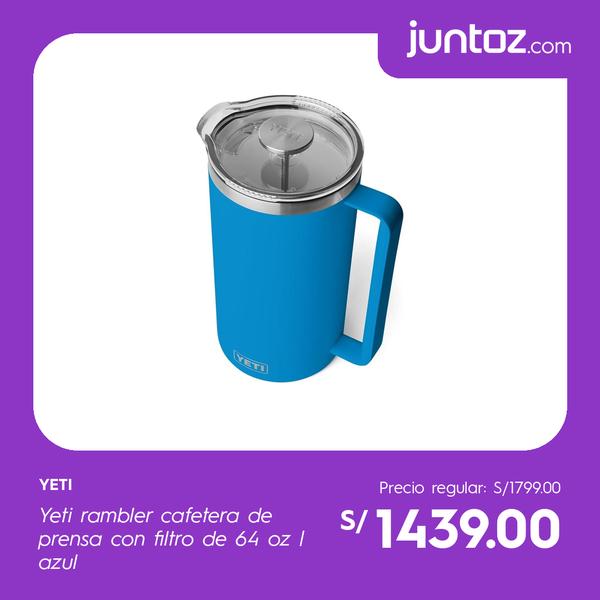 juntoz.com
YETI
YETI
Precio regular: S/1799.00
Yeti rambler cafetera de
prensa con filtro de 64 oz |
azul
S/1439.00